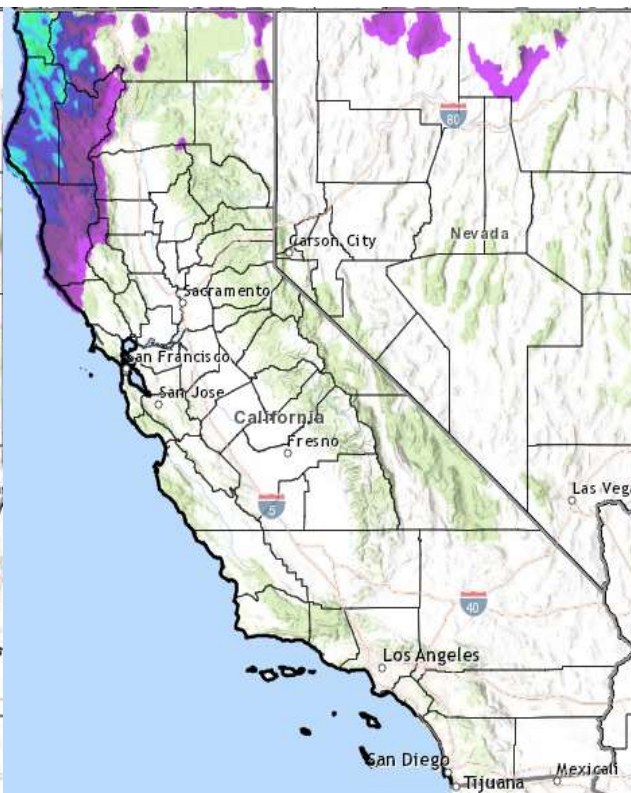 80
Carson City
Nevada
Sacramento
San Francisco
San Jose
California
Fresno
5
Las Vega
40
Los Angeles
San Diego
Tijuana
Mexicali